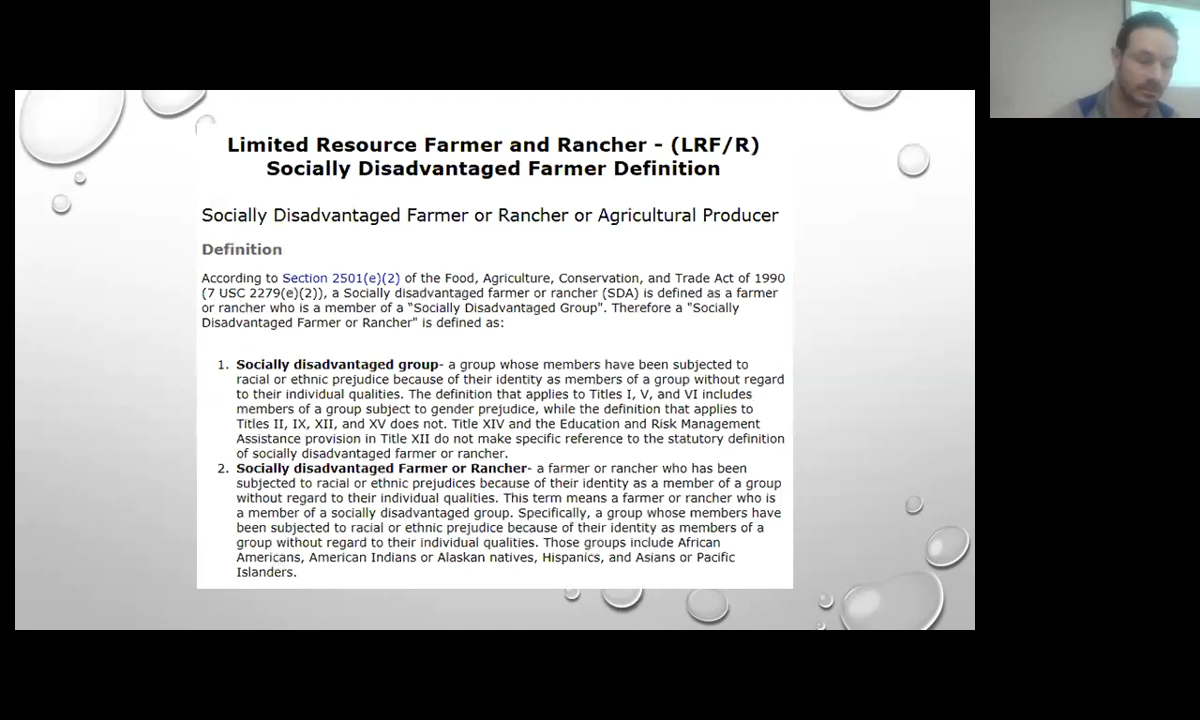 Limited Resource Farmer and Rancher - (LRF/R)
Socially Disadvantaged Farmer Definition
Socially Disadvantaged Farmer or Rancher or Agricultural Producer
Definition
According to Section 2501(e)(2) of the Food, Agriculture, Conservation, and Trade Act of 1990
(7 USC 2279(e)(2)), a Socially disadvantaged farmer or rancher (SDA) is defined as a farmer
or rancher who is a member of a “Socially Disadvantaged Group”. Therefore a "Socially
Disadvantaged Farmer or Rancher" is defined as:
1. Socially disadvantaged group- a group whose members have been subjected to
racial or ethnic prejudice because of their identity as members of a group without regard
to their individual qualities. The definition that applies to Titles I, V, and VI includes
members of a group subject to gender prejudice, while the definition that applies to
Titles II, IX, XII, and XV does not. Title XIV and the Education and Risk Management
Assistance provision in Title XII do not make specific reference to the statutory definition
of socially disadvantaged farmer or rancher.
2. Socially disadvantaged Farmer or Rancher- a farmer or rancher who has been
subjected to racial or ethnic prejudices because of their identity as a member of a group
without regard to their individual qualities. This term means a farmer or rancher who is
a member of a socially disadvantaged group. Specifically, a group whose members have
been subjected to racial or ethnic prejudice because of their identity as members of a
group without regard to their individual qualities. Those groups include African
Americans, American Indians or Alaskan natives, Hispanics, and Asians or Pacific
Islanders.